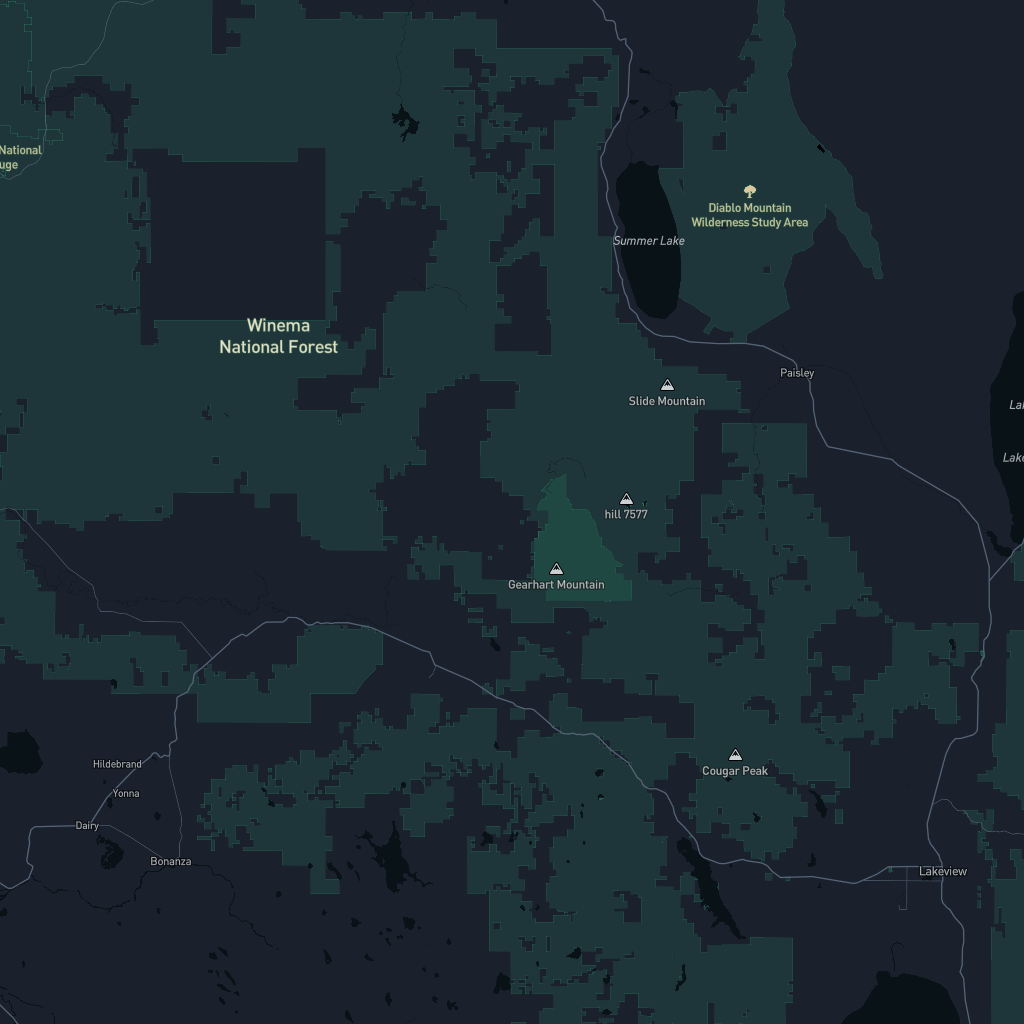 National
uge
Diablo Mountain
Wilderness Study Area
Summer Lake
Winema
National Forest
Paisley
Slide Mountain
Lak
Lake
hill 7577
Gearhart Mountain
Hildebrand
Cougar Peak
Yonna
Dairy
Bonanza
Lakeview